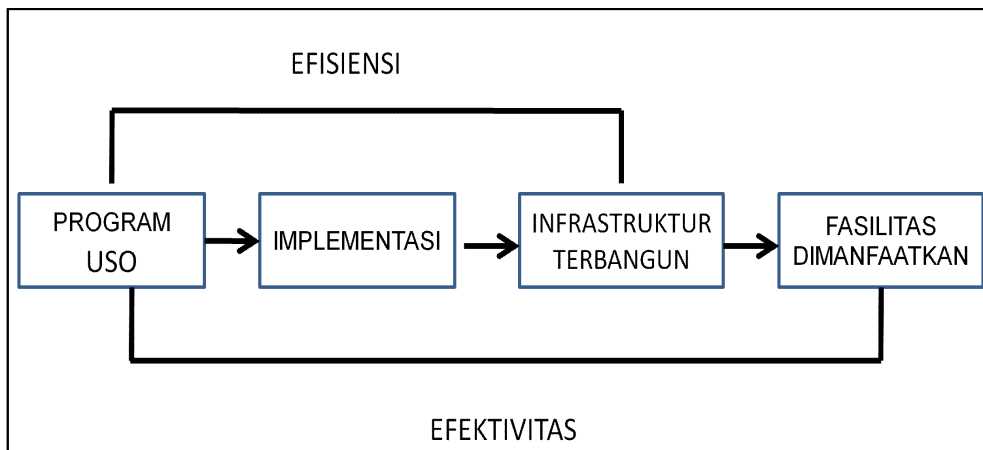 EFISIENSI
PROGRAM
USO
IMPLEMENTASI
INFRASTRUKTUR
TERBANGUN
FASILITAS
DIMANFAATKAN
EFEKTIVITAS